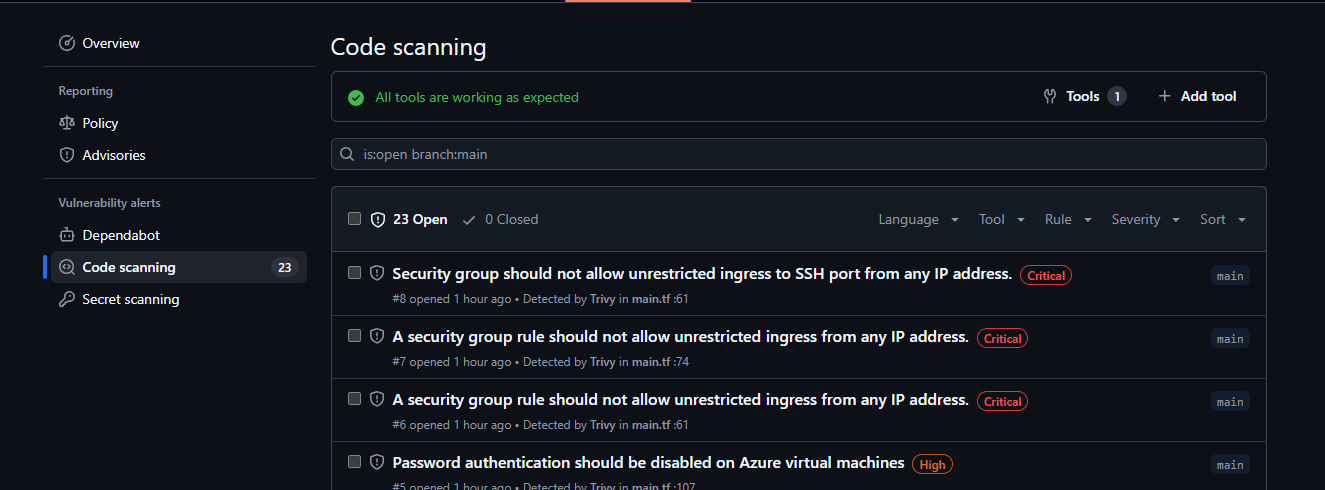 Overview
Reporting
Policy
Advisories
Vulnerability alerts
Dependabot
Code scanning 23
Secret scanning
Code scanning
All tools are working as expected
Tools 1
Add tool
is:open branch:main
23 Open 0 Closed Language Tool Rule Severity Sort
Security group should not allow unrestricted ingress to SSH port from any IP address. Critical main
#8 opened 1 hour ago • Detected by Trivy in main.tf :61
A security group rule should not allow unrestricted ingress from any IP address. Critical main
#7 opened 1 hour ago • Detected by Trivy in main.tf :74
A security group rule should not allow unrestricted ingress from any IP address. Critical main
#6 opened 1 hour ago • Detected by Trivy in main.tf :61
Password authentication should be disabled on Azure virtual machines High main
#5 opened 1 hour ago • Detected by Trivy in main.tf :107